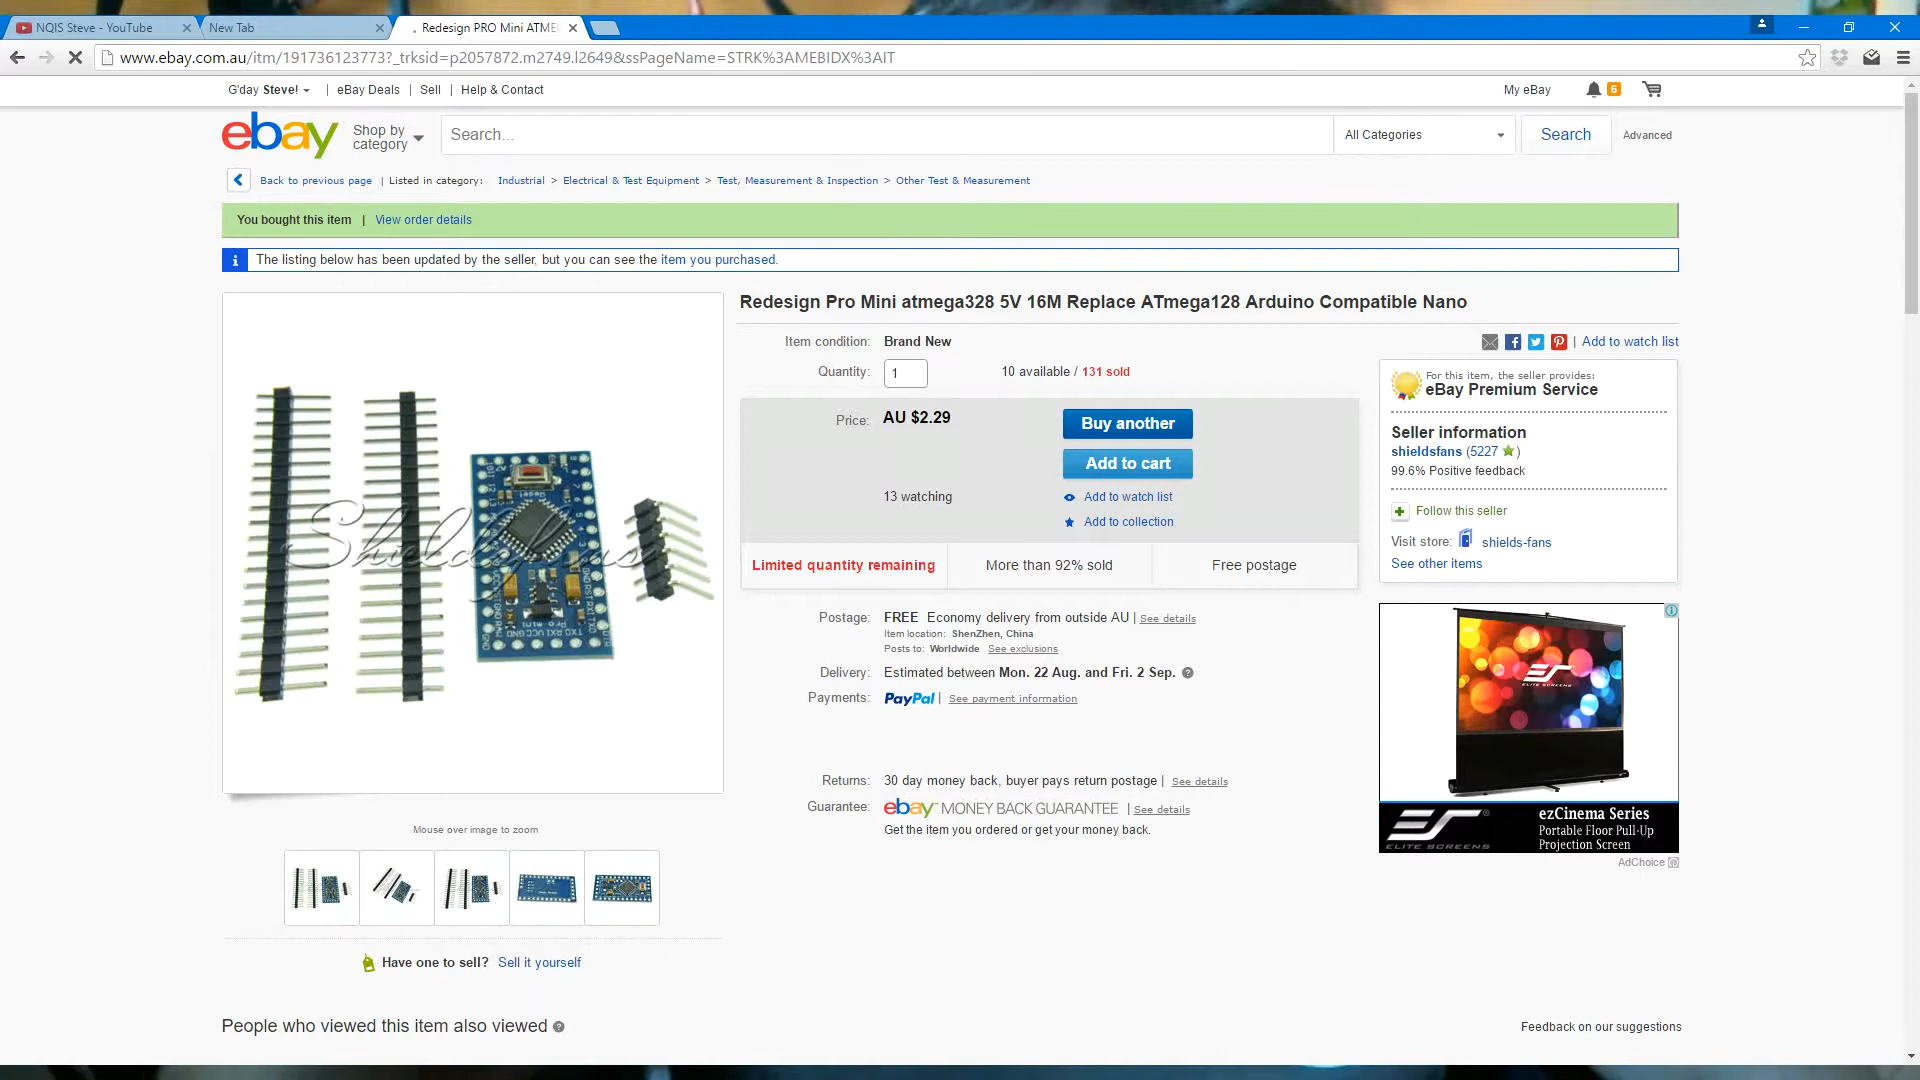 NQIS Steve - YouTube
New Tab
Redesign PRO Mini ATME
www.ebay.com.au/itm/191736123773?_trksid=p2057872.m2749.l2649&ssPageName=STRK%3AMEBIDX%3AIT
G'day Steve! | eBay Deals | Sell | Help & Contact
My eBay
6
ebay
Shop by
category
Search...
All Categories
Search
Advanced
Back to previous page | Listed in category: Industrial > Electrical & Test Equipment > Test, Measurement & Inspection > Other Test & Measurement
You bought this item | View order details
The listing below has been updated by the seller, but you can see the item you purchased.
Redesign Pro Mini atmega328 5V 16M Replace ATmega128 Arduino Compatible Nano
Item condition: Brand New
| Add to watch list
Quantity: 1
10 available / 131 sold
Price: AU $2.29
Buy another
Add to cart
13 watching
Add to watch list
Add to collection
Limited quantity remaining
More than 92% sold
Free postage
Postage: FREE Economy delivery from outside AU | See details
Item location: ShenZhen, China
Posts to: Worldwide See exclusions
Delivery: Estimated between Mon. 22 Aug. and Fri. 2 Sep.
Payments: PayPal | See payment information
Returns: 30 day money back, buyer pays return postage | See details
Guarantee: ebay MONEY BACK GUARANTEE | See details
Get the item you ordered or get your money back.
For this item, the seller provides:
eBay Premium Service
Seller information
shieldsfans (5227 )
99.6% Positive feedback
Follow this seller
Visit store: shields-fans
See other items
ES
ELITE SCREENS
ES
ELITE SCREENS
ezCinema Series
Portable Floor Pull-Up
Projection Screen
AdChoice
Shieldsfans
Reset
Pro Mini
Mouse over image to zoom
Have one to sell? Sell it yourself
People who viewed this item also viewed
Feedback on our suggestions